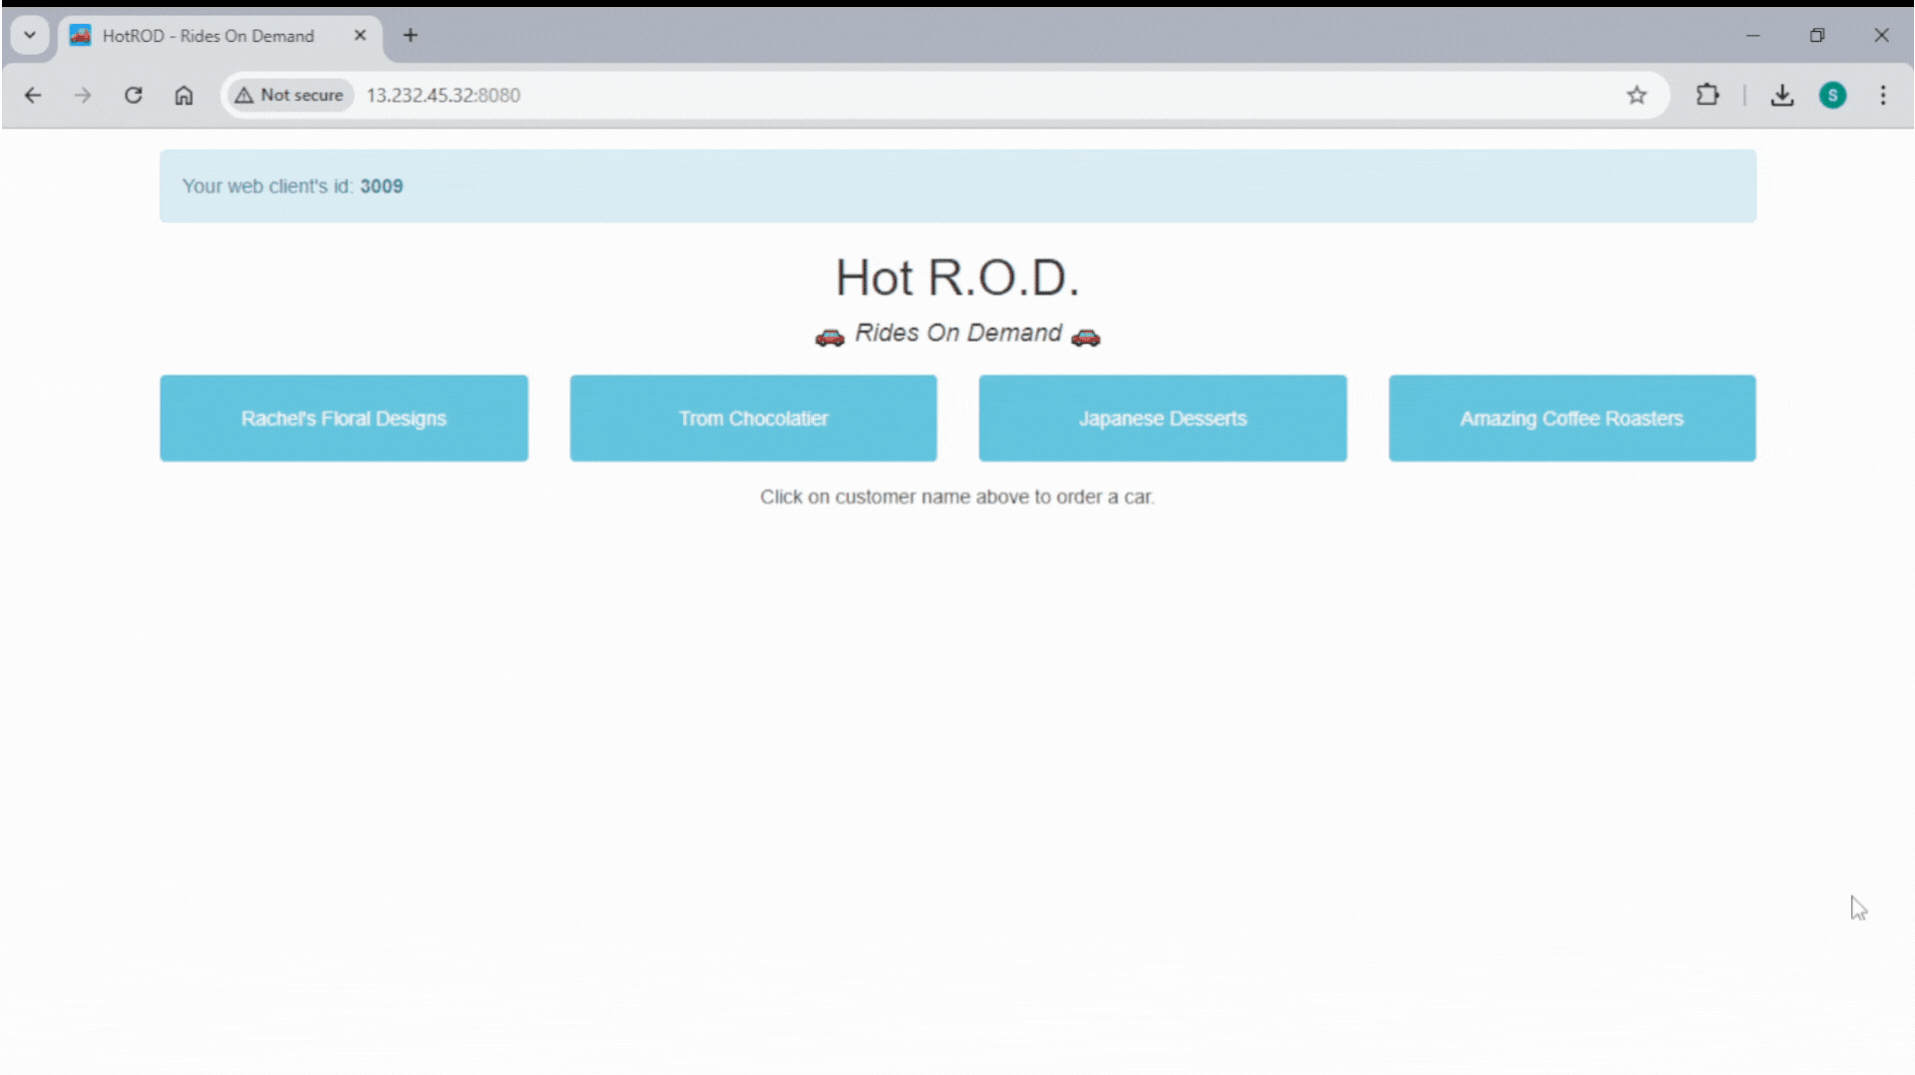 HotROD - Rides On Demand
Not secure 13.232.45.32:8080 S
Your web client's id: 3009
Hot R.O.D.
Rides On Demand
Rachel's Floral Designs Trom Chocolatier Japanese Desserts Amazing Coffee Roasters
Click on customer name above to order a car.